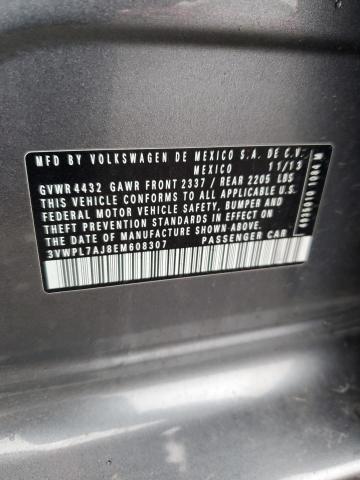 MFD BY VOLKSWAGEN DE MEXICO S.A. DE C.V.
MEXICO 11/13
GVWR 4432 GAWR FRONT 2337 / REAR 2205 LBS
THIS VEHICLE CONFORMS TO ALL APPLICABLE U.S.
FEDERAL MOTOR VEHICLE SAFETY, BUMPER AND
THEFT PREVENTION STANDARDS IN EFFECT ON
THE DATE OF MANUFACTURE SHOWN ABOVE.
3VWPL7AJ8EM608307 PASSENGER CAR